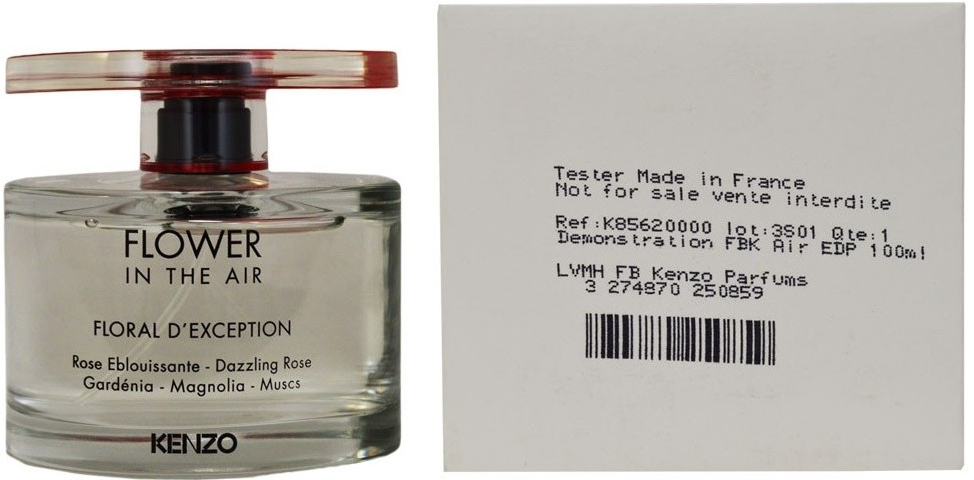 FLOWER
IN THE AIR
FLORAL D'EXCEPTION
Rose Eblouissante - Dazzling Rose
Gardénia - Magnolia - Muscs
KENZO
Tester Made in France
Not for sale vente interdite
Ref:K85620000 lot:3S01 Qte:1
Demonstration FBK Air EDP 100ml
LVMH FB Kenzo Parfums
3 274870 250859